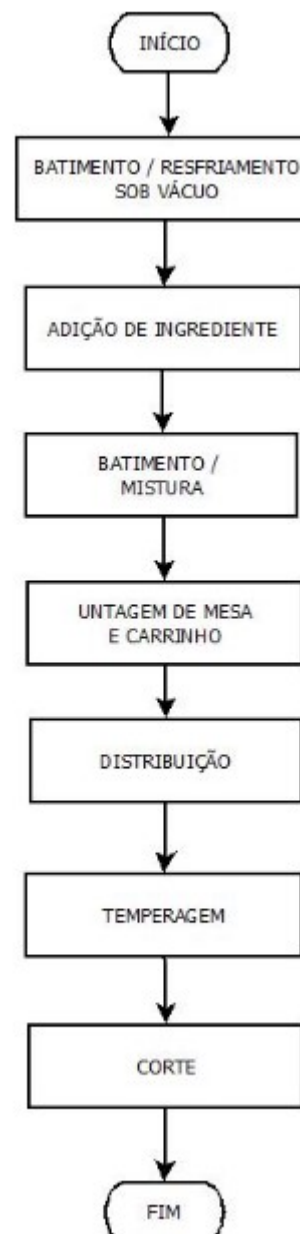 INÍCIO
BATIMENTO / RESFRIAMENTO
SOB VÁCUO
ADIÇÃO DE INGREDIENTE
BATIMENTO /
MISTURA
UNTAGEM DE MESA
E CARRINHO
DISTRIBUIÇÃO
TEMPERAGEM
CORTE
FIM